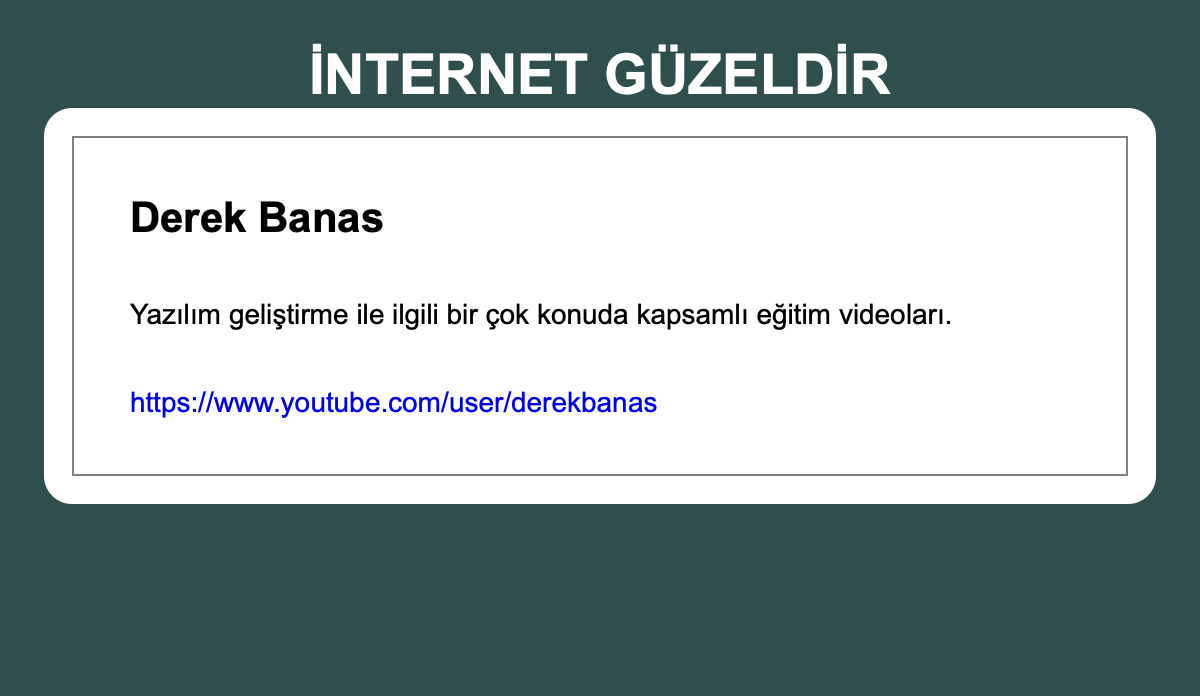 İNTERNET GÜZELDİR
Derek Banas
Yazılım geliştirme ile ilgili bir çok konuda kapsamlı eğitim videoları.
https://www.youtube.com/user/derekbanas